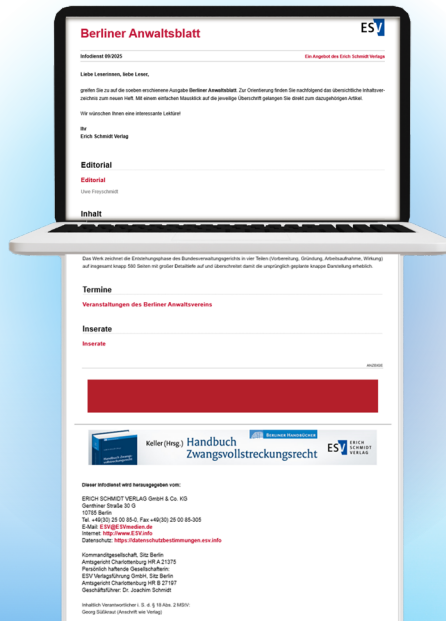 Berliner Anwaltsblatt
ESV
Infodienst 09/2025
Ein Angebot des Erich Schmidt Verlags
Liebe Leserinnen, liebe Leser,
greifen Sie zu auf die soeben erschienene Ausgabe Berliner Anwaltsblatt. Zur Orientierung finden Sie nachfolgend das übersichtliche Inhaltsver-
zeichnis zum neuen Heft. Mit einem einfachen Mausklick auf die jeweilige Überschrift gelangen Sie direkt zum dazugehörigen Artikel.
Wir wünschen Ihnen eine interessante Lektüre!
Ihr
Erich Schmidt Verlag
Editorial
Editorial
Uwe Freyschmidt
Inhalt
Das Werk zeichnet die Entstehungsphase des Bundesverwaltungsgerichts in vier Teilen (Vorbereitung, Gründung, Arbeitsaufnahme, Wirkung)
auf insgesamt knapp 580 Seiten mit großer Detailtiefe auf und überschreitet damit die ursprünglich geplante knappe Darstellung erheblich.
Termine
Veranstaltungen des Berliner Anwaltsvereins
Inserate
Inserate
ANZEIGE
Keller (Hrsg.) Handbuch
Zwangsvollstreckungsrecht
BERLINER HANDBÜCHER
ESV ERICH
SCHMIDT
VERLAG
Dieser Infodienst wird herausgegeben vom:
ERICH SCHMIDT VERLAG GmbH & Co. KG
Genthiner Straße 30 G
10785 Berlin
Tel. +49(30) 25 00 85-0, Fax +49(30) 25 00 85-305
E-Mail: ESV@ESVmedien.de
Internet: http://www.ESV.info
Datenschutz: https://datenschutzbestimmungen.esv.info
Kommanditgesellschaft, Sitz Berlin
Amtsgericht Charlottenburg HR A 21375
Persönlich haftende Gesellschafterin:
ESV Verlagsführung GmbH, Sitz Berlin
Amtsgericht Charlottenburg HR B 27197
Geschäftsführer: Dr. Joachim Schmidt
Inhaltlich Verantwortlicher i. S. d. § 18 Abs. 2 MStV:
Georg Süßkraut (Anschrift wie Verlag)